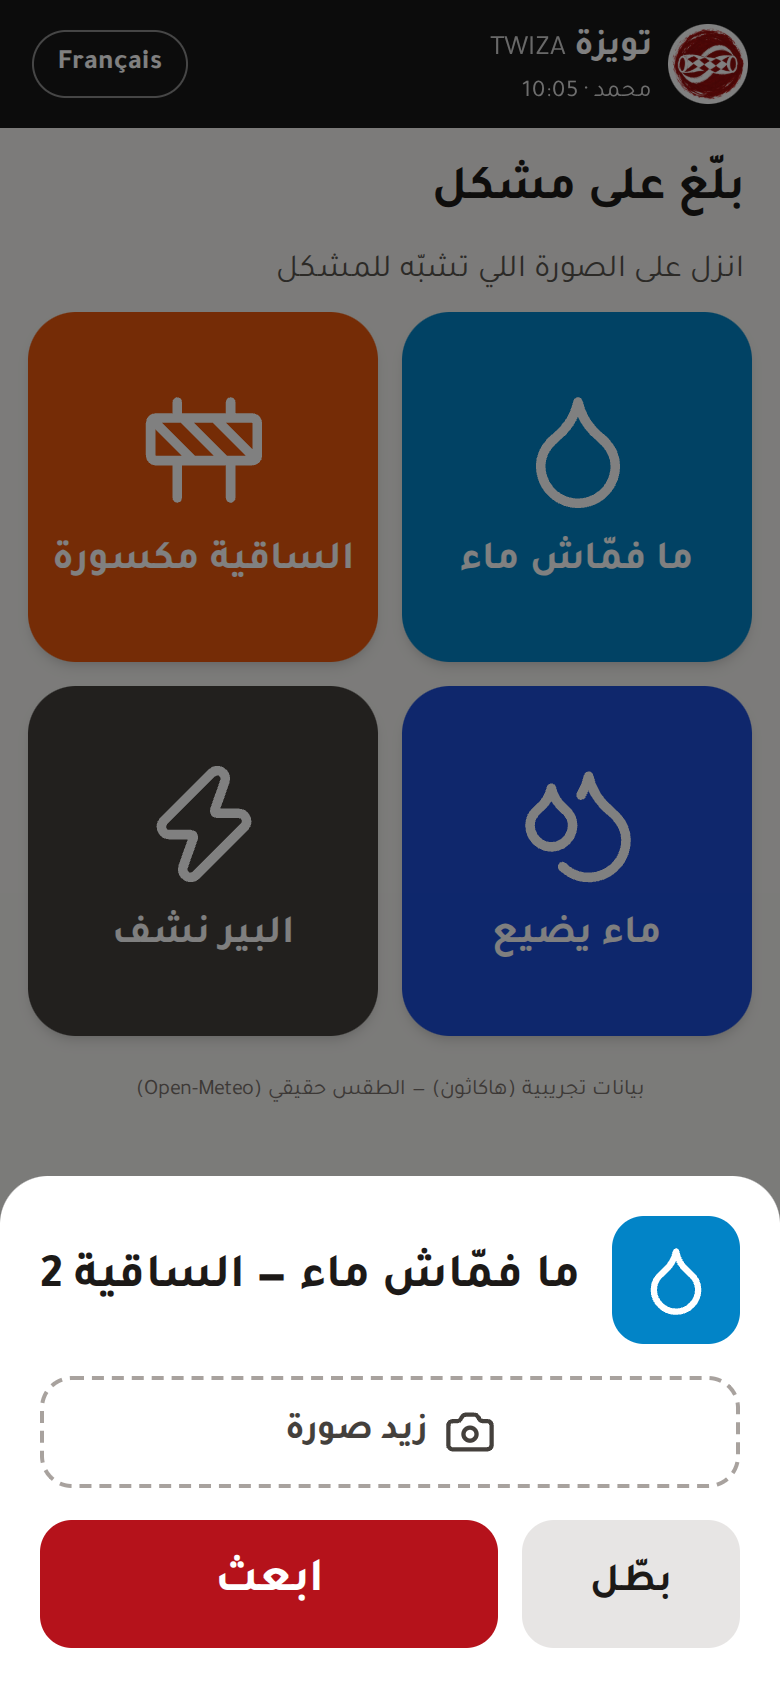 تويزة TWIZA
محمد · 10:05
Français
بلّغ على مشكل
انزل على الصورة اللي تشبّه للمشكل
ما فمّاش ماء
الساقية مكسورة
ماء يضيع
البير نشف
بيانات تجريبية (هاكاثون) — الطقس حقيقي (Open-Meteo)
ما فمّاش ماء — الساقية 2
زيد صورة
بطّل
ابعث